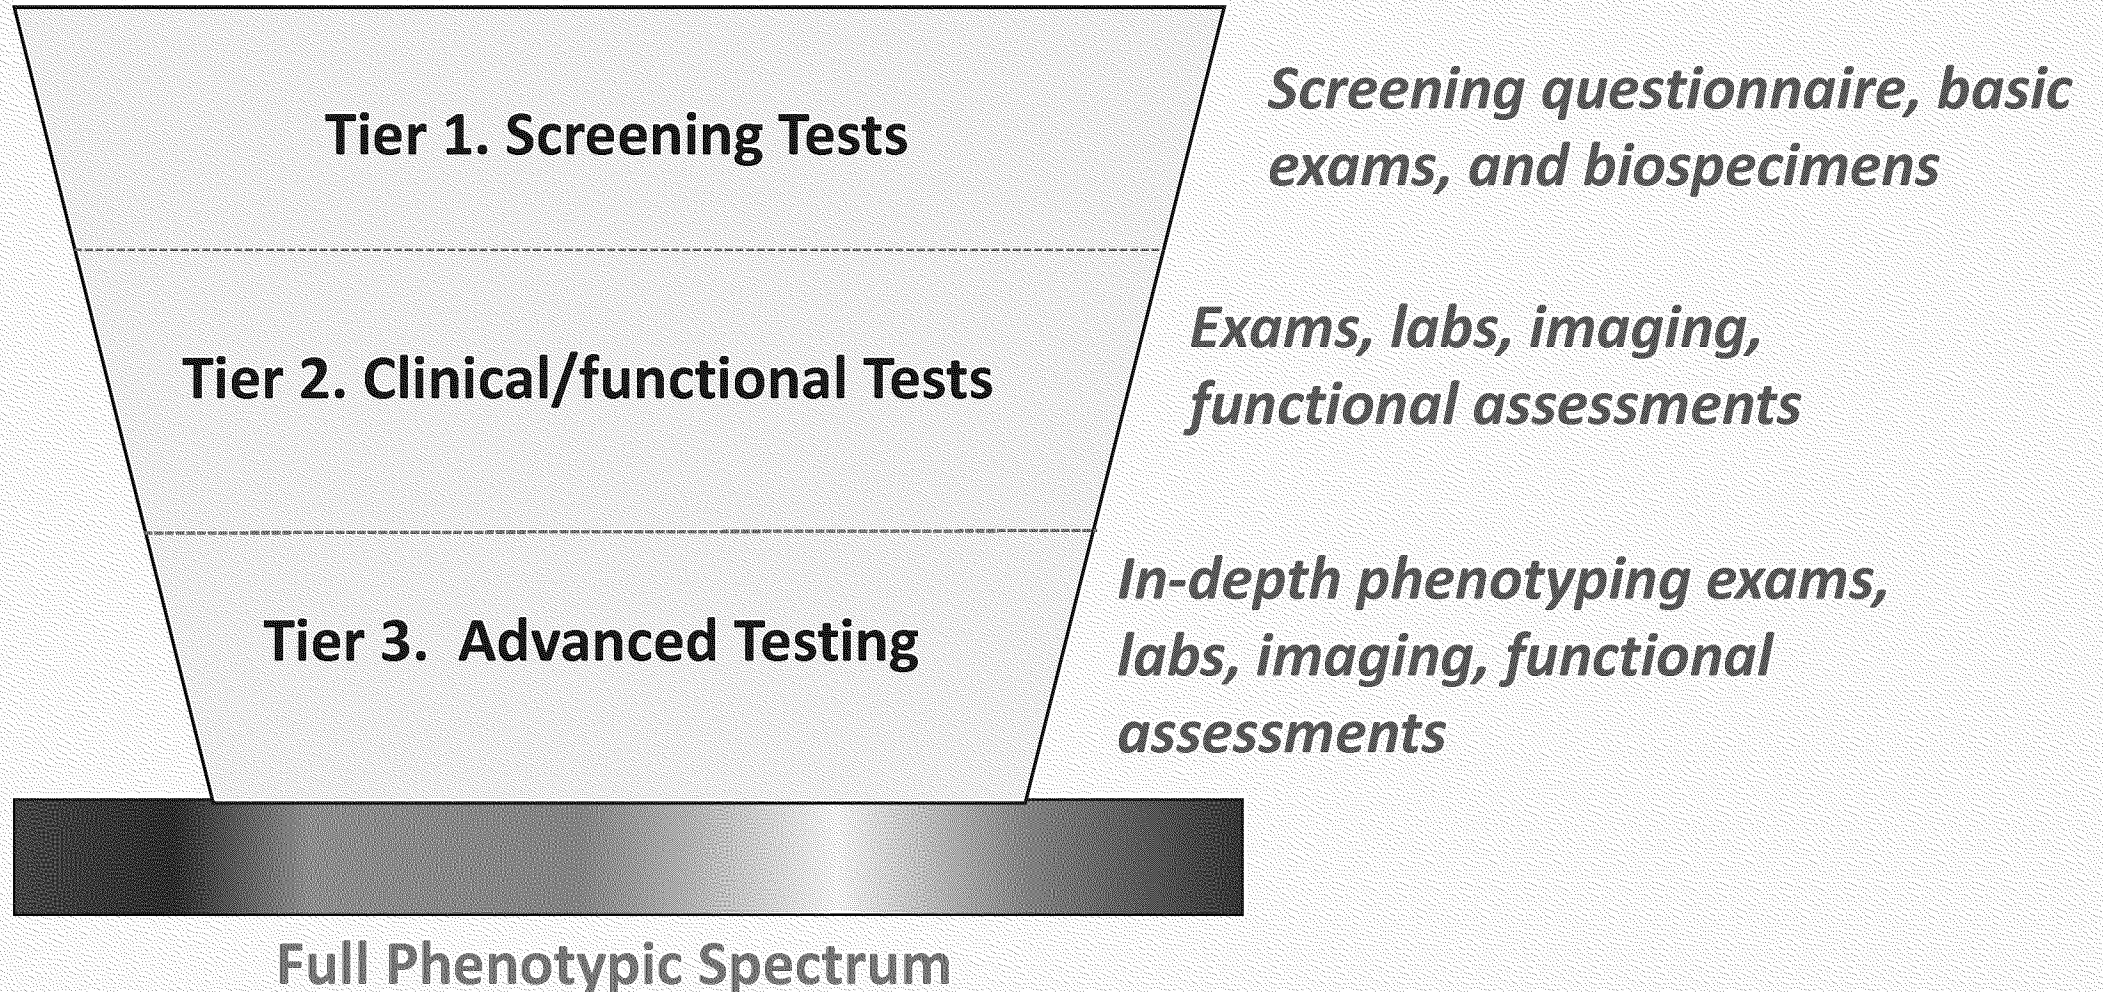 Tier 1. Screening Tests
Screening questionnaire, basic
exams, and biospecimens
Tier 2. Clinical/functional Tests
Exams, labs, imaging,
functional assessments
Tier 3. Advanced Testing
In-depth phenotyping exams,
labs, imaging, functional
assessments
Full Phenotypic Spectrum